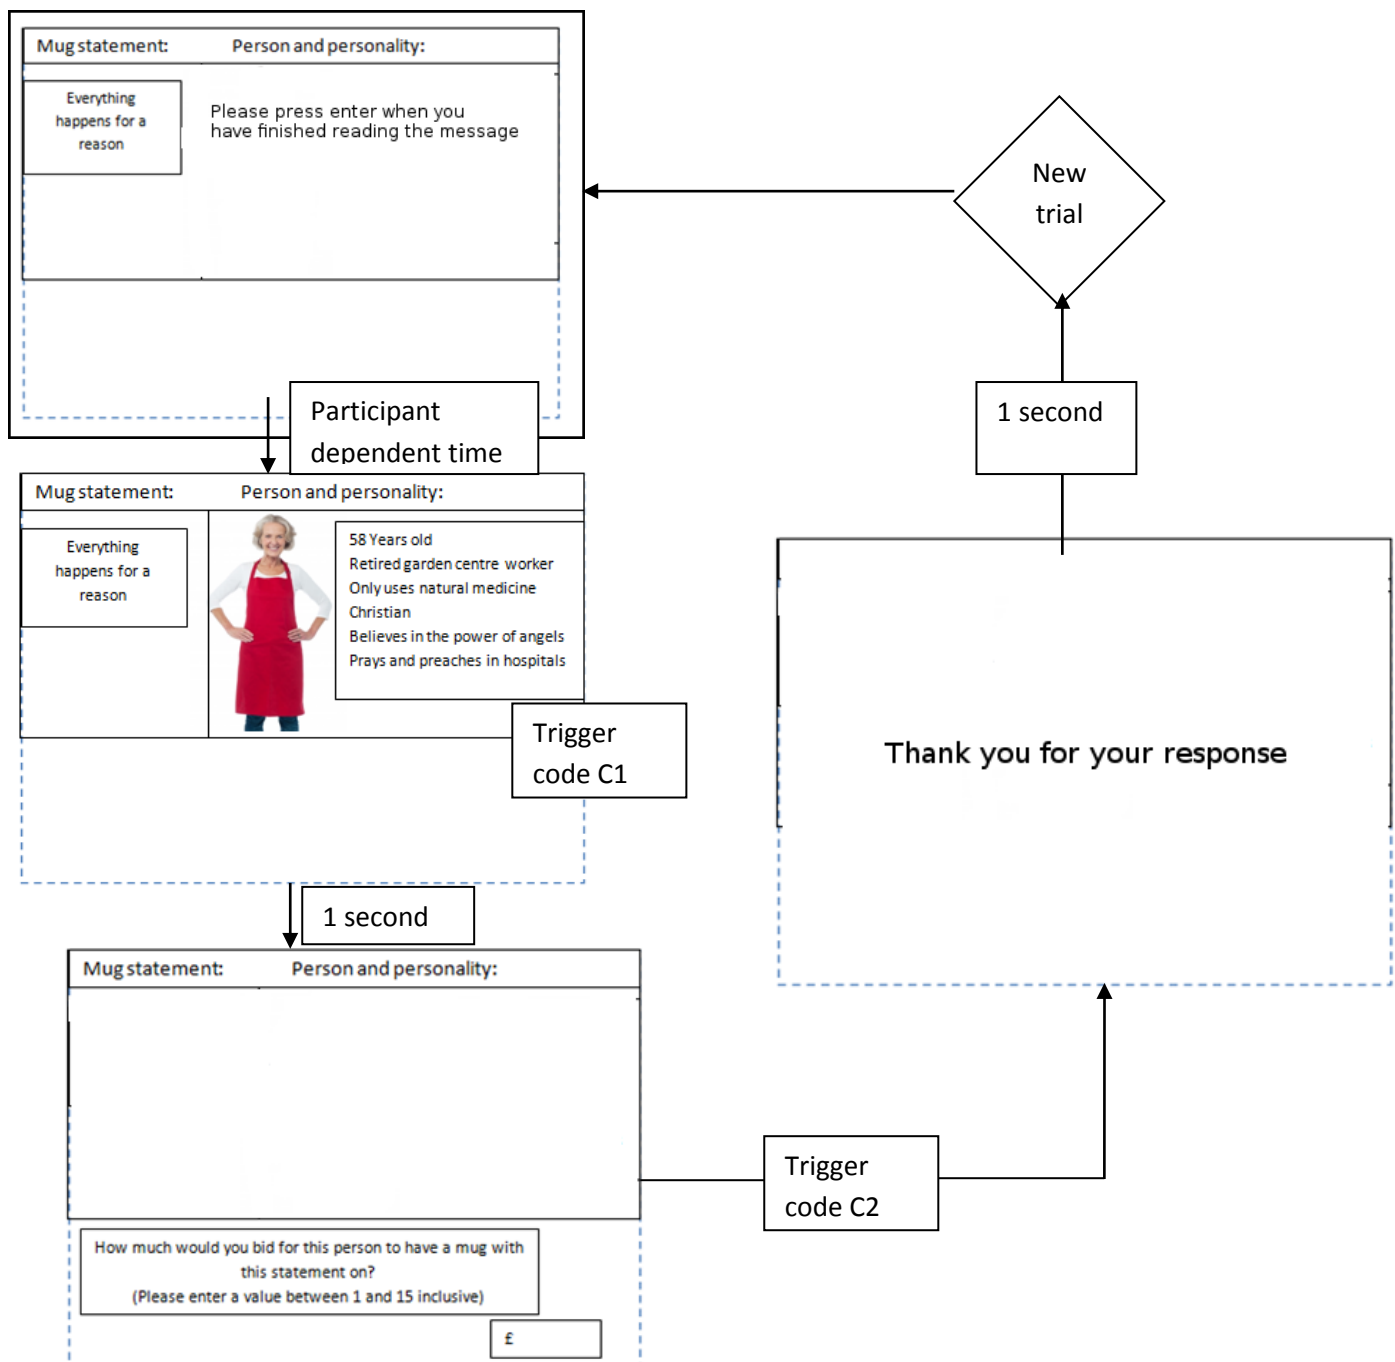 Mug statement: Person and personality:
Everything
happens for a
reason
Please press enter when you
have finished reading the message
Participant
dependent time
Mug statement: Person and personality:
Everything
happens for a
reason
58 Years old
Retired garden centre worker
Only uses natural medicine
Christian
Believes in the power of angels
Prays and preaches in hospitals
Trigger
code C1
1 second
Mug statement: Person and personality:
How much would you bid for this person to have a mug with
this statement on?
(Please enter a value between 1 and 15 inclusive)
£
Trigger
code C2
Thank you for your response
1 second
New
trial